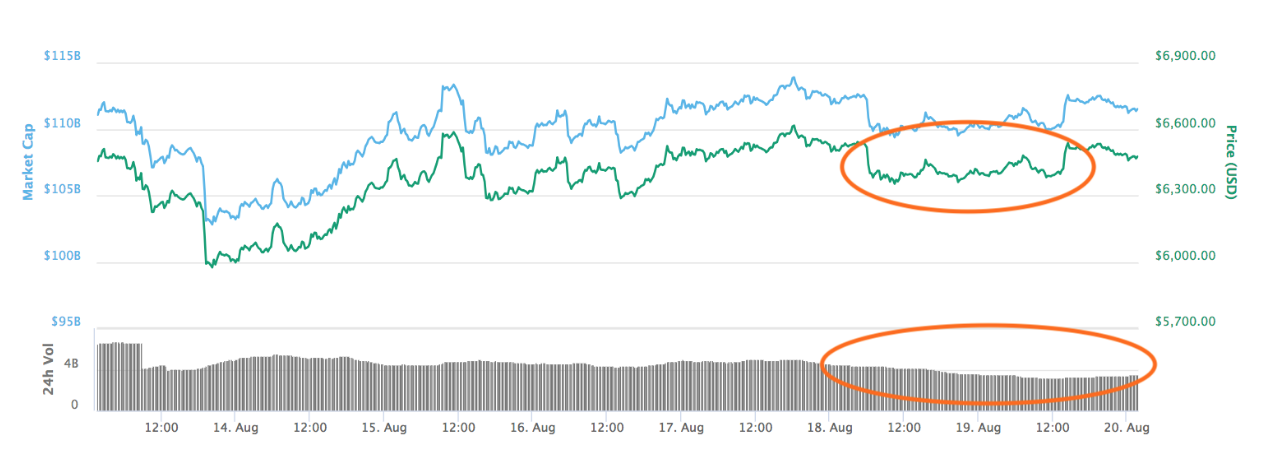 $115B
$110B
$105B
$100B
$95B
Market Cap
$6,900.00
$6,600.00
$6,300.00
$6,000.00
$5,700.00
Price (USD)
24h Vol
4B
0
12:00 14. Aug 12:00 15. Aug 12:00 16. Aug 12:00 17. Aug 12:00 18. Aug 12:00 19. Aug 12:00 20. Aug